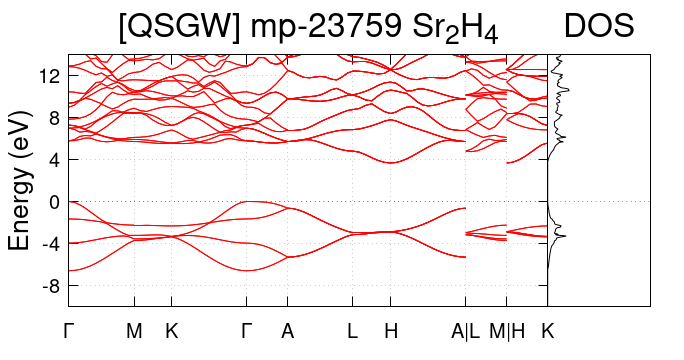 [QSGW] mp-23759 Sr₂H₄ DOS
Energy (eV)
12
8
4
0
-4
-8
Γ M K Γ A L H A|L M|H K